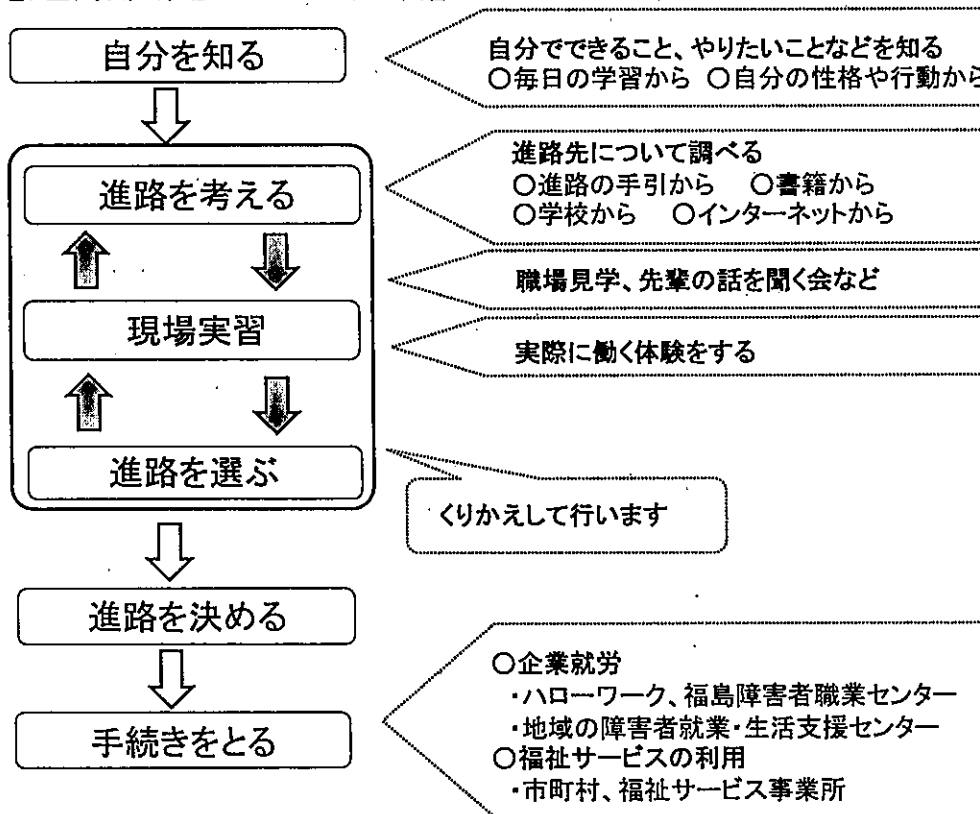 自分を知る
自分でできること、やりたいことなどを知る
○毎日の学習から ○自分の性格や行動から
進路を考える
進路先について調べる
○進路の手引から ○書籍から
○学校から ○インターネットから
職場見学、先輩の話を聞く会など
現場実習
実際に働く体験をする
進路を選ぶ
くりかえして行います
進路を決める
手続きをとる
○企業就労
・ハローワーク、福島障害者職業センター
・地域の障害者就業・生活支援センター
○福祉サービスの利用
・市町村、福祉サービス事業所